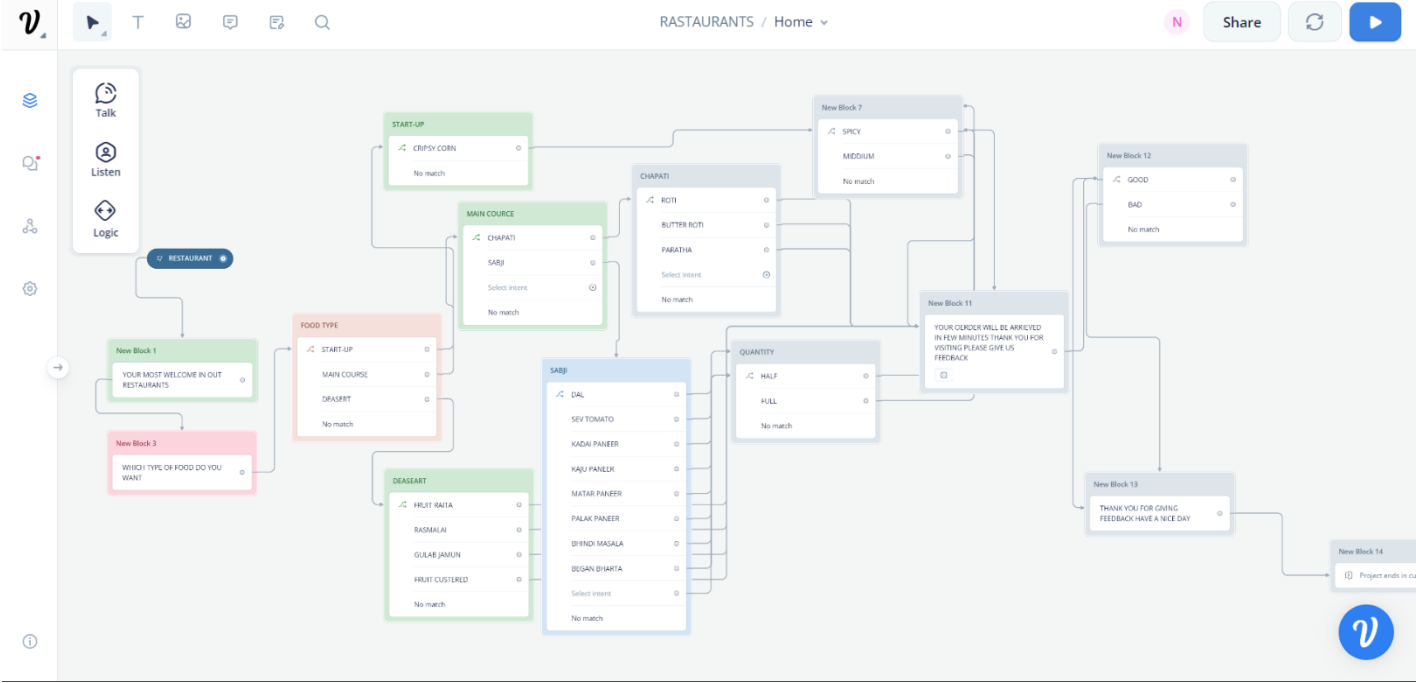 RASTAURANTS / Home
N
Share
Talk
Listen
Logic
RESTAURANT
New Block 1
YOUR MOST WELCOME IN OUT
RESTAURANTS
New Block 3
WHICH TYPE OF FOOD DO YOU
WANT
FOOD TYPE
START-UP
MAIN COURSE
DEASERT
No match
START-UP
CRIPSY CORN
No match
MAIN COURCE
CHAPATI
SABJI
Select intent
No match
DEASEART
FRUIT RAITA
RASMALAI
GULAB JAMUN
FRUIT CUSTERED
No match
CHAPATI
ROTI
BUTTER ROTI
PARATHA
Select intent
No match
SABJI
DAL
SEV TOMATO
KADAI PANEER
KAJU PANEER
MATAR PANEER
PALAK PANEER
BHINDI MASALA
BEGAN BHARTA
Select intent
No match
New Block 7
SPICY
MIDDIUM
No match
QUANTITY
HALF
FULL
No match
New Block 11
YOUR OERDER WILL BE ARRIEVED
IN FEW MINUTES THANK YOU FOR
VISITING PLEASE GIVE US
FEEDBACK
New Block 12
GOOD
BAD
No match
New Block 13
THANK YOU FOR GIVING
FEEDBACK HAVE A NICE DAY
New Block 14
Project ends in cu